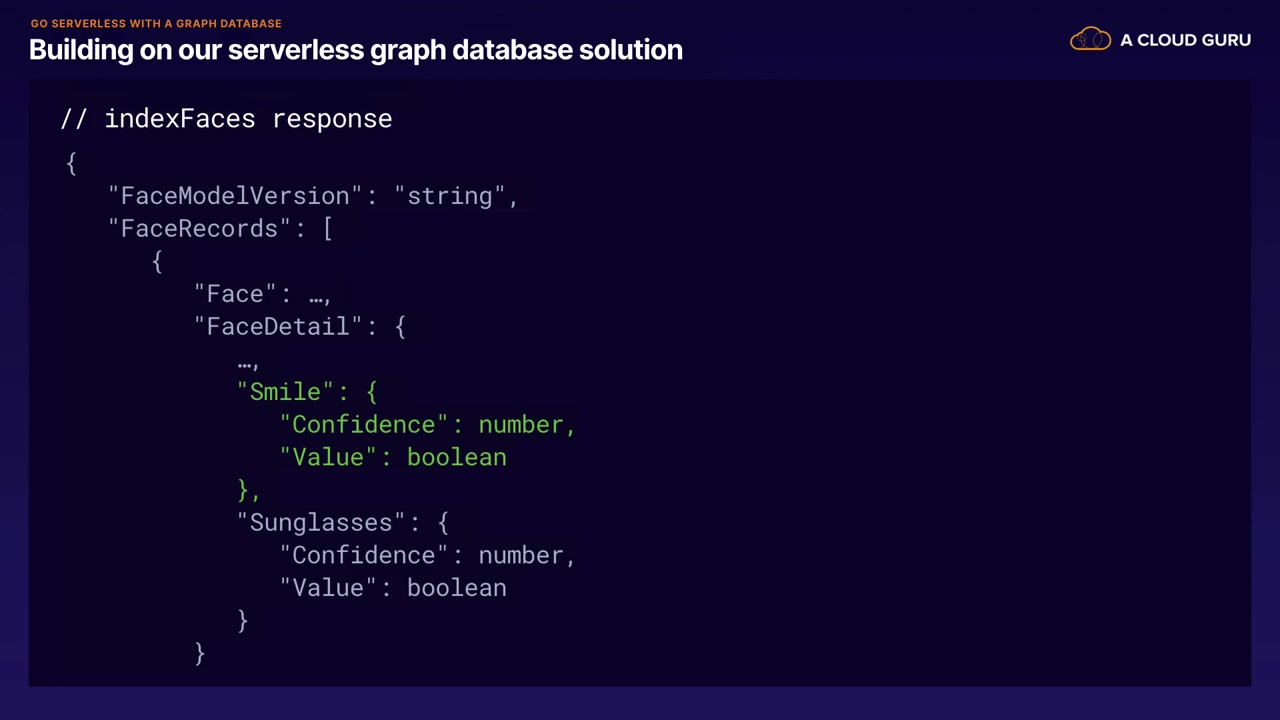 GO SERVERLESS WITH A GRAPH DATABASE
Building on our serverless graph database solution
A CLOUD GURU
// indexFaces response
{
"FaceModelVersion": "string",
"FaceRecords": [
{
"Face": …,
"FaceDetail": {
…,
"Smile": {
"Confidence": number,
"Value": boolean
},
"Sunglasses": {
"Confidence": number,
"Value": boolean
}
}